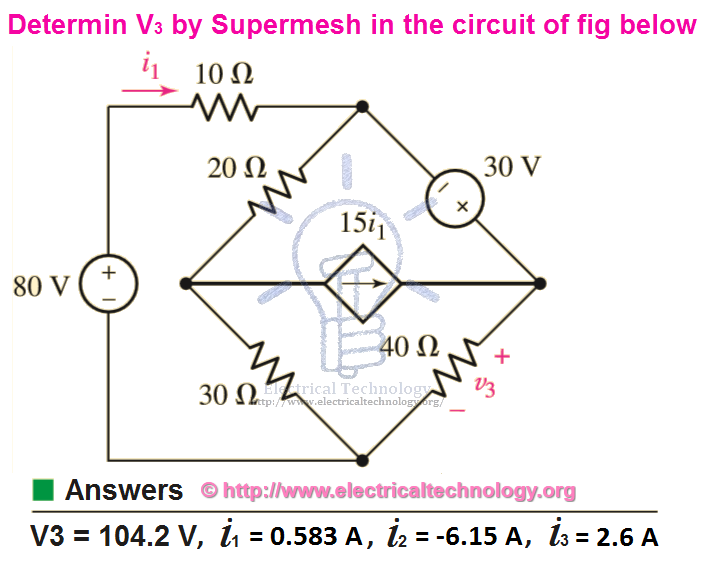 Determin V3 by Supermesh in the circuit of fig below
i1
10 Ω
20 Ω
30 V
−
+
15i1
80 V
+
−
40 Ω
+
v3
−
30 Ω
Electrical Technology
http://www.electricaltechnology.org/
Answers © http://www.electricaltechnology.org
V3 = 104.2 V, i1 = 0.583 A , i2 = -6.15 A, i3 = 2.6 A